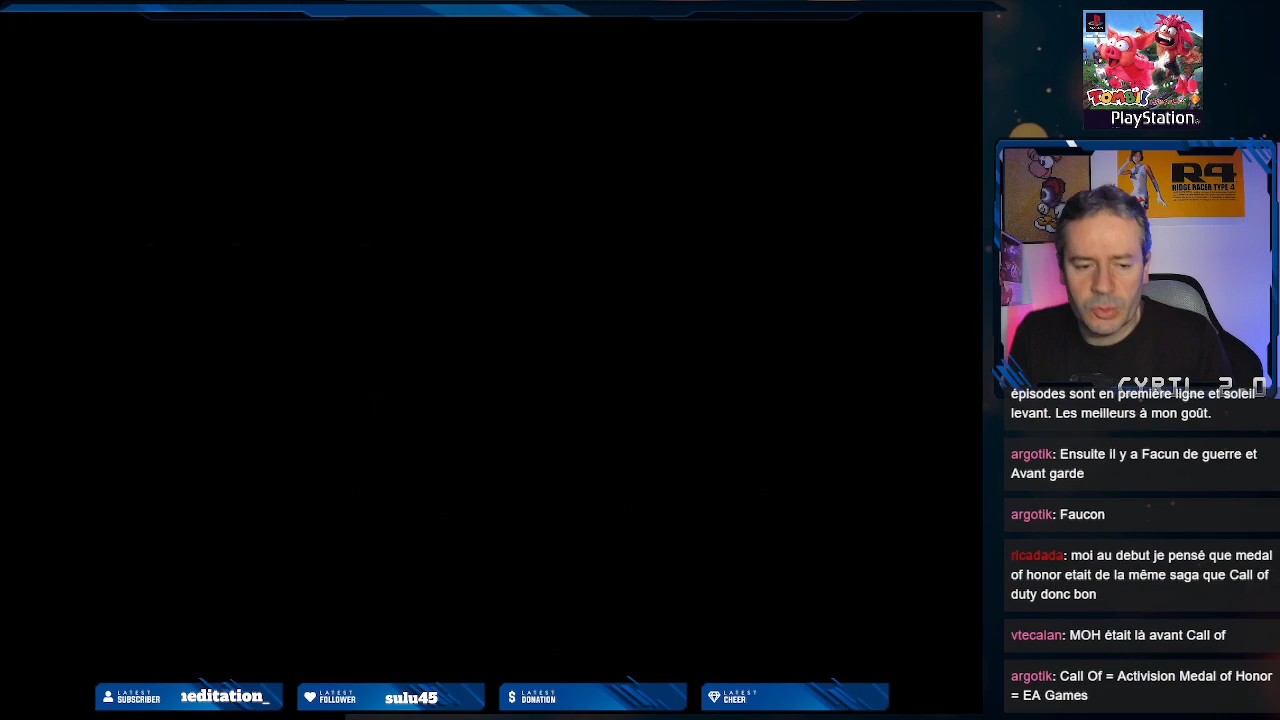 TOMBI!
PlayStation
R4
RIDGE RACER TYPE 4
CYRIL 2.0
épisodes sont en première ligne et soleil
levant. Les meilleurs à mon goût.
argotik: Ensuite il y a Facun de guerre et
Avant garde
argotik: Faucon
ricadada: moi au debut je pensé que medal
of honor etait de la même saga que Call of
duty donc bon
vtecalan: MOH était là avant Call of
argotik: Call Of = Activision Medal of Honor
= EA Games
LATEST
SUBSCRIBER
neditation_
LATEST
FOLLOWER
sulu45
LATEST
DONATION
LATEST
CHEER